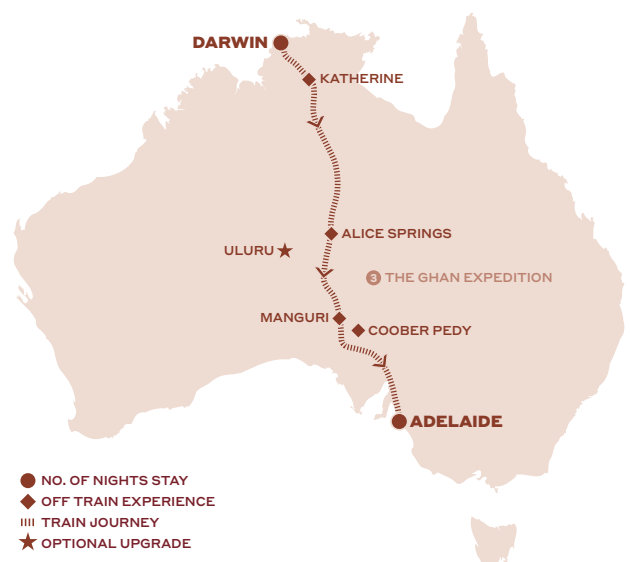 DARWIN
KATHERINE
ALICE SPRINGS
ULURU
3 THE GHAN EXPEDITION
MANGURI
COOBER PEDY
ADELAIDE
NO. OF NIGHTS STAY
OFF TRAIN EXPERIENCE
TRAIN JOURNEY
OPTIONAL UPGRADE